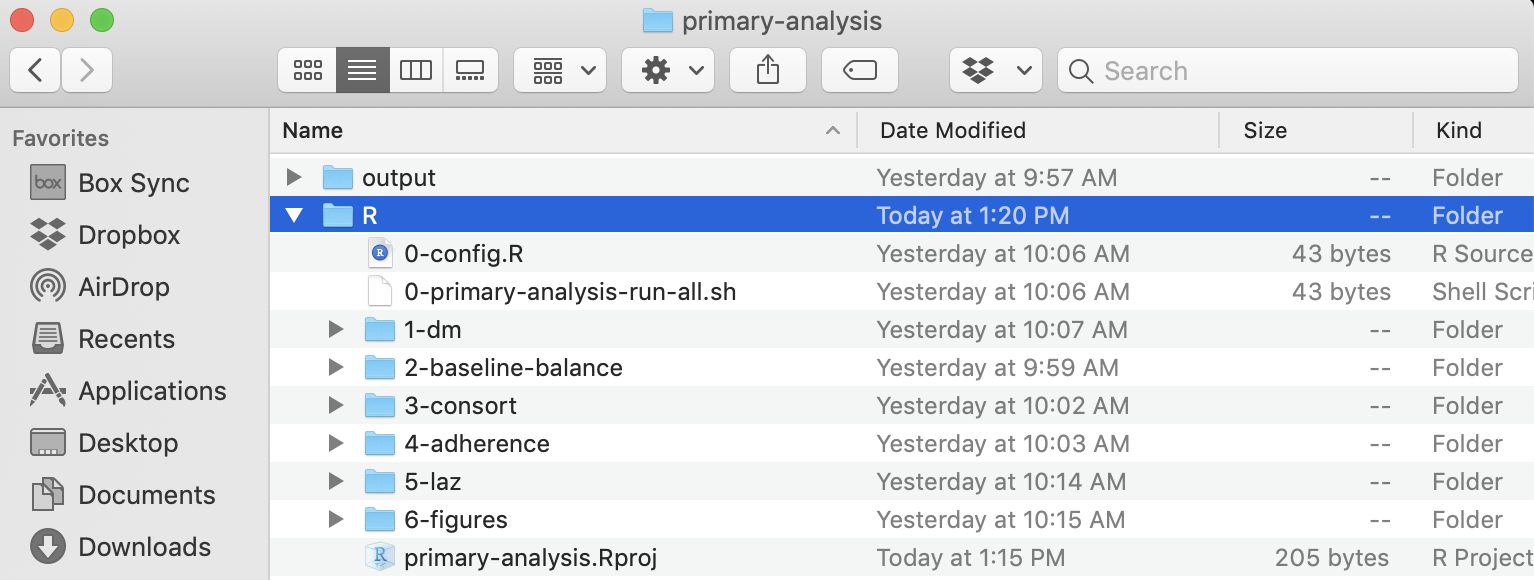 primary-analysis
Search
Favorites
box Box Sync
Dropbox
AirDrop
Recents
Applications
Desktop
Documents
Downloads
Name Date Modified Size Kind
output Yesterday at 9:57 AM -- Folder
R Today at 1:20 PM -- Folder
R 0-config.R Yesterday at 10:06 AM 43 bytes R Source
0-primary-analysis-run-all.sh Yesterday at 10:06 AM 43 bytes Shell Scri
1-dm Yesterday at 10:07 AM -- Folder
2-baseline-balance Yesterday at 9:59 AM -- Folder
3-consort Yesterday at 10:02 AM -- Folder
4-adherence Yesterday at 10:03 AM -- Folder
5-laz Yesterday at 10:14 AM -- Folder
6-figures Yesterday at 10:15 AM -- Folder
R primary-analysis.Rproj Today at 1:15 PM 205 bytes R Project